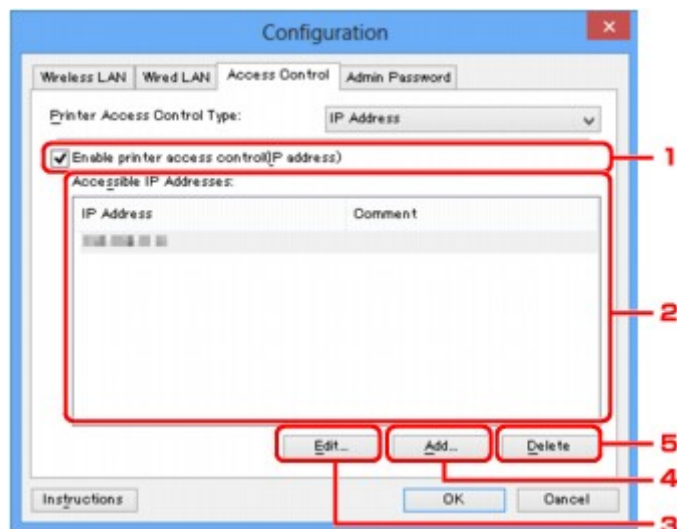 Configuration
Wireless LAN Wired LAN Access Control Admin Password
Printer Access Control Type: IP Address
Enable printer access control(IP address) 1
Accessible IP Addresses:
IP Address Comment
2
Edit... Add... Delete 5
4
Instructions OK Cancel
3